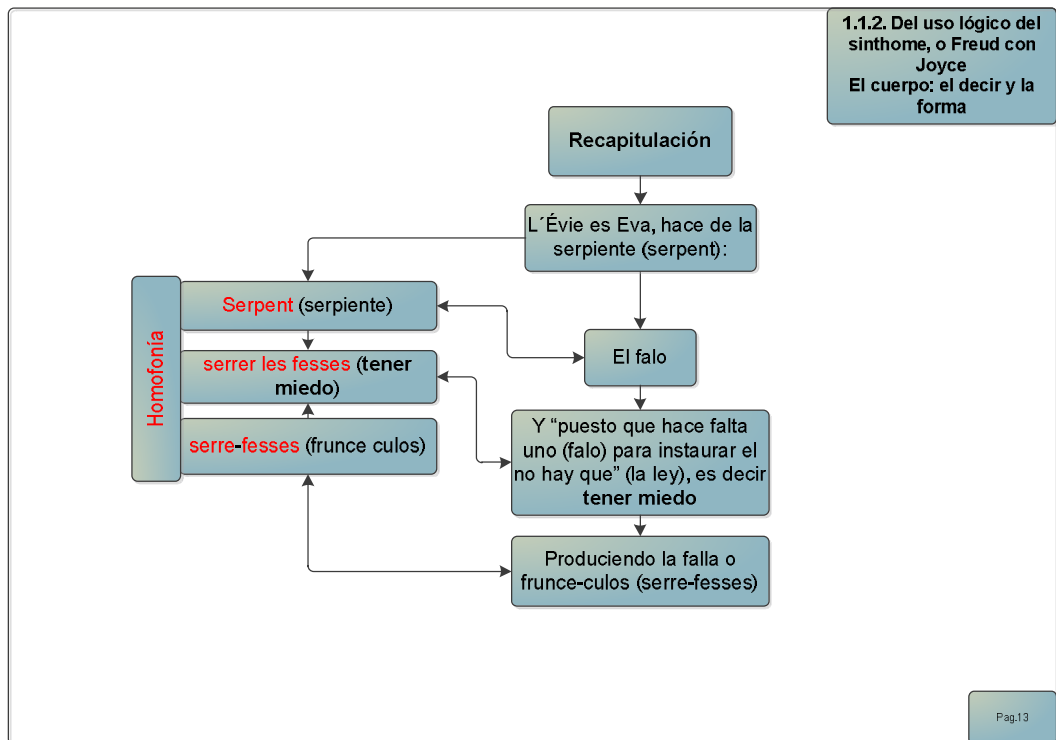 1.1.2. Del uso lógico del
sinthome, o Freud con
Joyce
El cuerpo: el decir y la
forma
Recapitulación
L´Évie es Eva, hace de la
serpiente (serpent):
Homofonía
Serpent (serpiente)
serrer les fesses (tener
miedo)
serre-fesses (frunce culos)
El falo
Y “puesto que hace falta
uno (falo) para instaurar el
no hay que” (la ley), es decir
tener miedo
Produciendo la falla o
frunce-culos (serre-fesses)
Pag.13